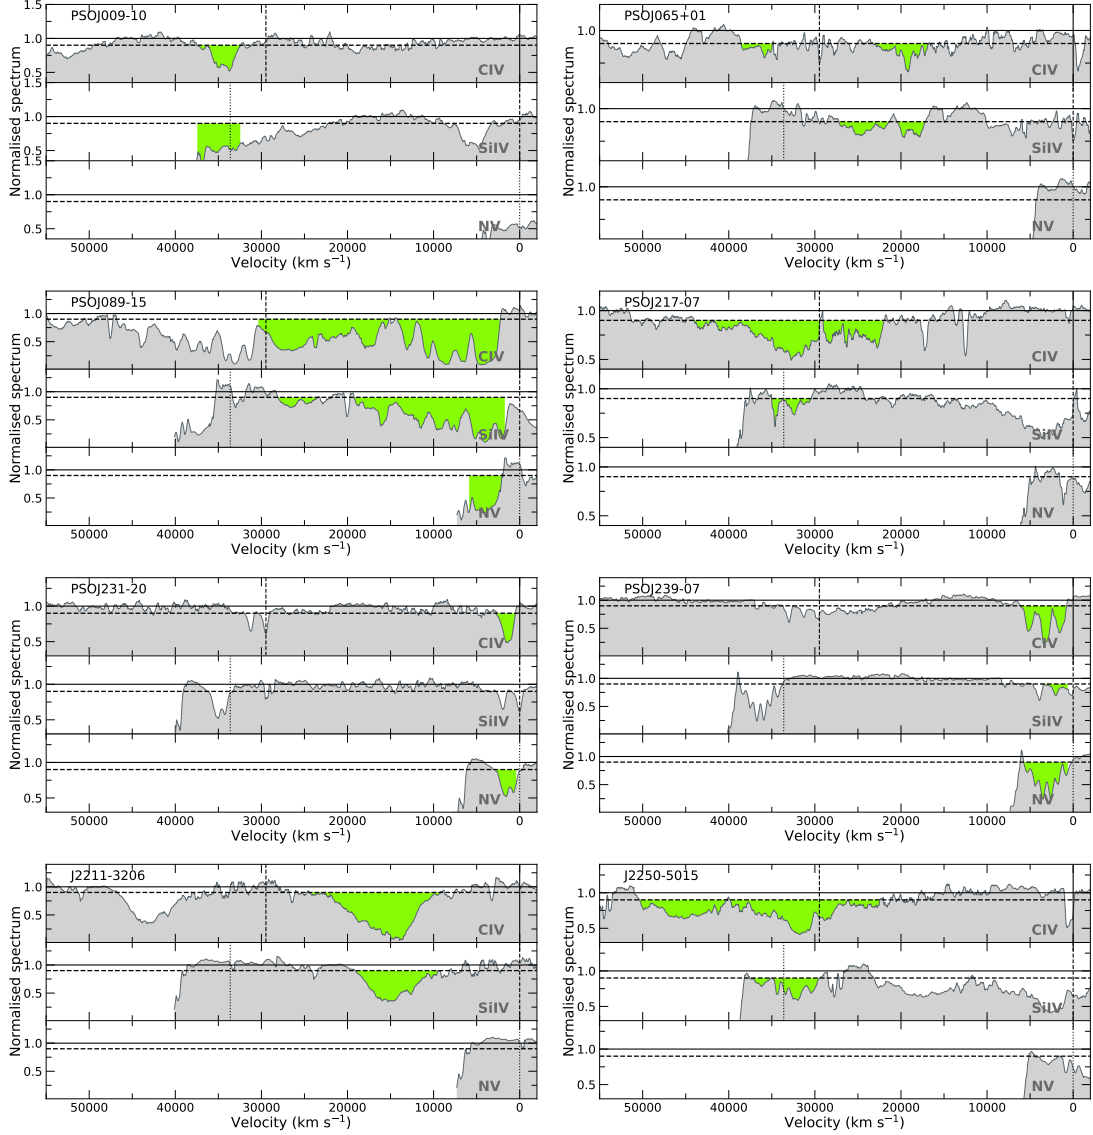 PSOJ009-10
1.5
1.0
0.5
CIV
1.5
1.0
0.5
SiIV
1.5
1.0
0.5
NV
Normalised spectrum
50000 40000 30000 20000 10000 0
Velocity (km s⁻¹)
PSOJ065+01
1.0
CIV
1.0
SiIV
1.0
NV
Normalised spectrum
50000 40000 30000 20000 10000 0
Velocity (km s⁻¹)
PSOJ089-15
1.0
0.5
CIV
1.0
0.5
SiIV
1.0
0.5
NV
Normalised spectrum
50000 40000 30000 20000 10000 0
Velocity (km s⁻¹)
PSOJ217-07
1.0
0.5
CIV
1.0
0.5
SiIV
1.0
0.5
NV
Normalised spectrum
50000 40000 30000 20000 10000 0
Velocity (km s⁻¹)
PSOJ231-20
1.0
0.5
CIV
1.0
0.5
SiIV
1.0
0.5
NV
Normalised spectrum
50000 40000 30000 20000 10000 0
Velocity (km s⁻¹)
PSOJ239-07
1.0
0.5
CIV
1.0
0.5
SiIV
1.0
0.5
NV
Normalised spectrum
50000 40000 30000 20000 10000 0
Velocity (km s⁻¹)
J2211-3206
1.0
0.5
CIV
1.0
0.5
SiIV
1.0
0.5
NV
Normalised spectrum
50000 40000 30000 20000 10000 0
Velocity (km s⁻¹)
J2250-5015
1.0
0.5
CIV
1.0
0.5
SiIV
1.0
0.5
NV
Normalised spectrum
50000 40000 30000 20000 10000 0
Velocity (km s⁻¹)